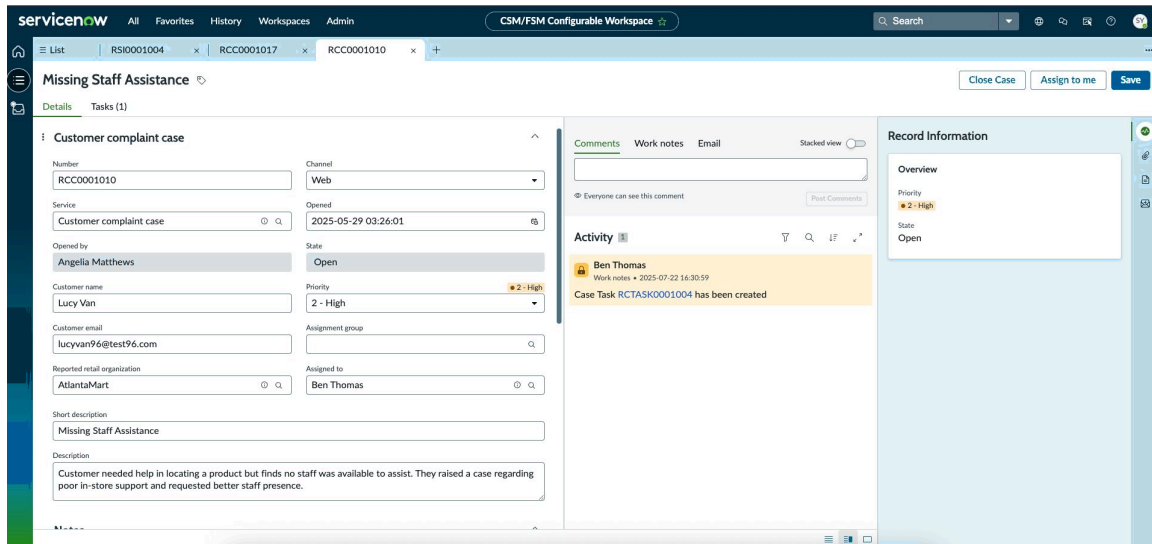 servicenow All Favorites History Workspaces Admin CSM/FSM Configurable Workspace Search SY
List RSI0001004 × RCC0001017 × RCC0001010 × +
Missing Staff Assistance Close Case Assign to me Save
Details Tasks (1)
Customer complaint case
Number
RCC0001010
Channel
Web
Service
Customer complaint case
Opened
2025-05-29 03:26:01
Opened by
Angelia Matthews
State
Open
Customer name
Lucy Van
Priority
2 - High
2 - High
Customer email
lucyvan96@test96.com
Assignment group
Reported retail organization
AtlantaMart
Assigned to
Ben Thomas
Short description
Missing Staff Assistance
Description
Customer needed help in locating a product but finds no staff was available to assist. They raised a case regarding
poor in-store support and requested better staff presence.
Notes
Comments Work notes Email Stacked view
Everyone can see this comment Post Comments
Activity 1
Ben Thomas
Work notes • 2025-07-22 16:30:59
Case Task RCTASK0001004 has been created
Record Information
Overview
Priority
2 - High
State
Open